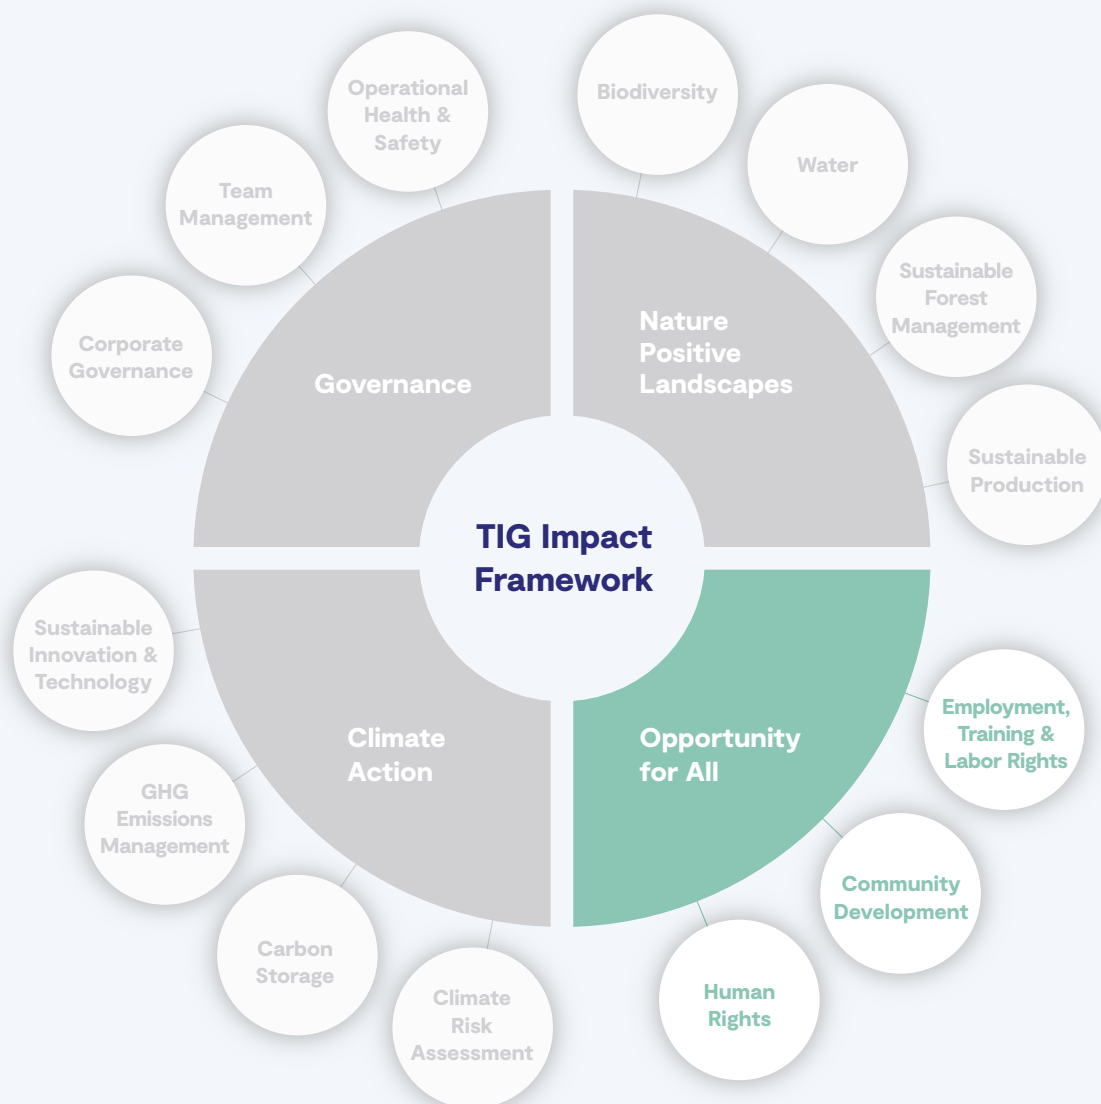 Operational
Health &
Safety
Biodiversity
Team
Management
Water
Corporate
Governance
Sustainable
Forest
Management
Governance
Nature
Positive
Landscapes
Sustainable
Production
TIG Impact
Framework
Sustainable
Innovation &
Technology
Climate
Action
Opportunity
for All
Employment,
Training &
Labor Rights
GHG
Emissions
Management
Community
Development
Carbon
Storage
Climate
Risk
Assessment
Human
Rights